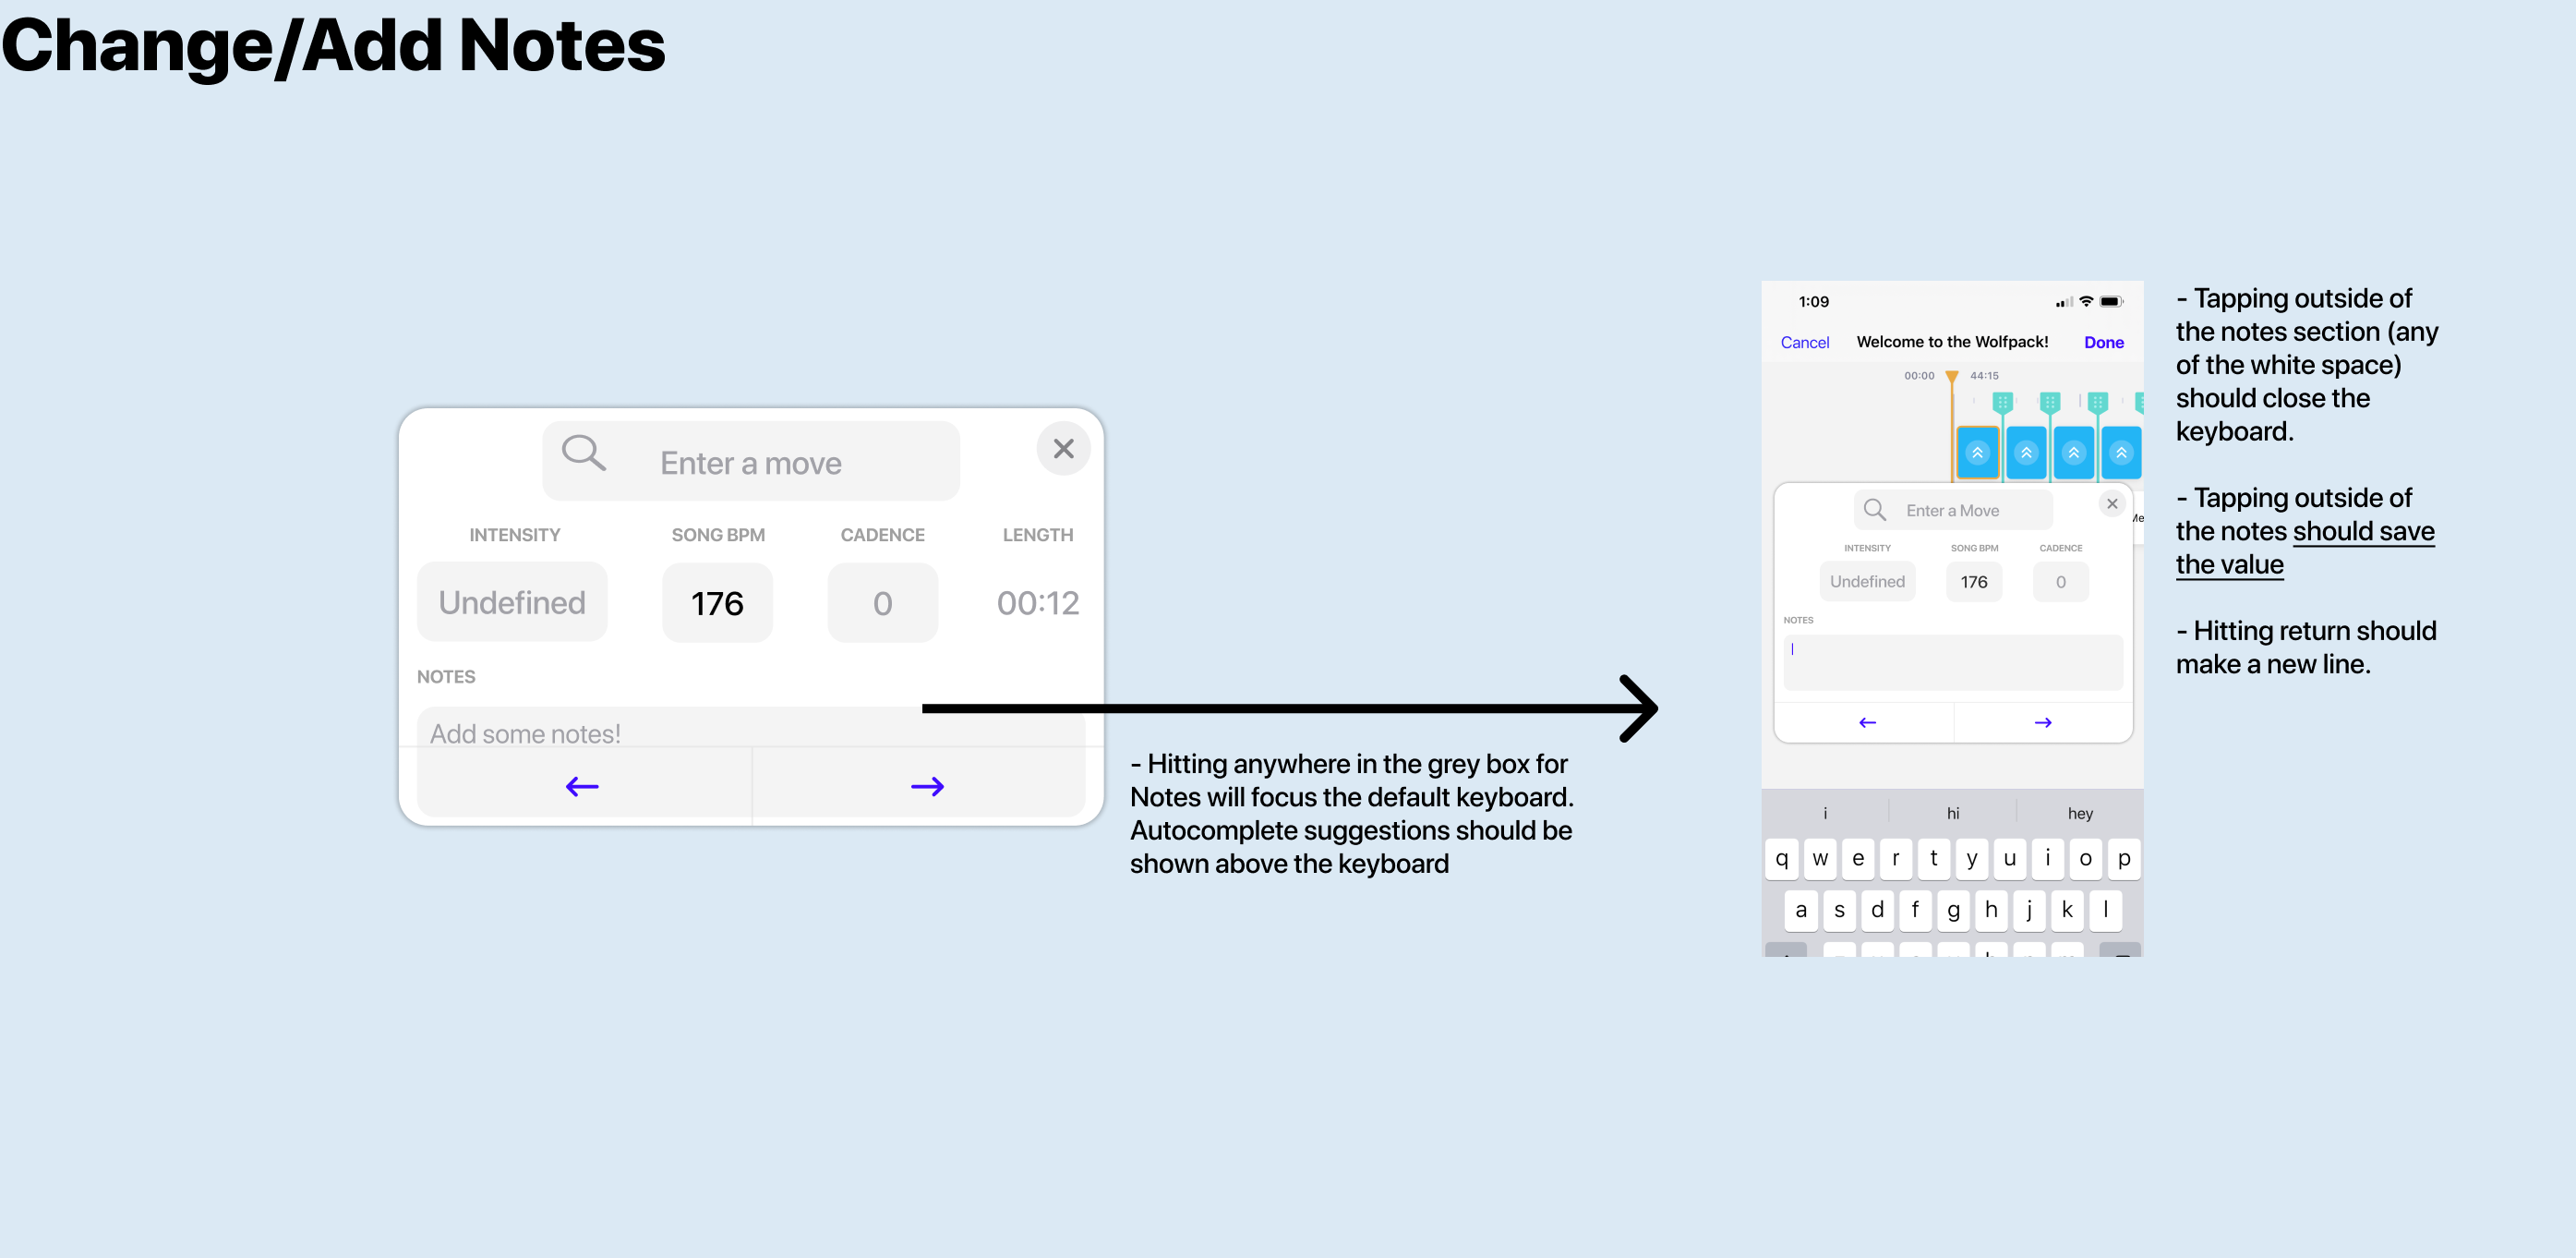 Change/Add Notes
Enter a move
INTENSITY
SONG BPM
CADENCE
LENGTH
Undefined
176
0
00:12
NOTES
Add some notes!
- Hitting anywhere in the grey box for
Notes will focus the default keyboard.
Autocomplete suggestions should be
shown above the keyboard
1:09
Cancel
Welcome to the Wolfpack!
Done
00:00
44:15
Enter a Move
Me
INTENSITY
SONG BPM
CADENCE
Undefined
176
0
NOTES
i
hi
hey
q w e r t y u i o p
a s d f g h j k l
- Tapping outside of
the notes section (any
of the white space)
should close the
keyboard.
- Tapping outside of
the notes should save
the value
- Hitting return should
make a new line.